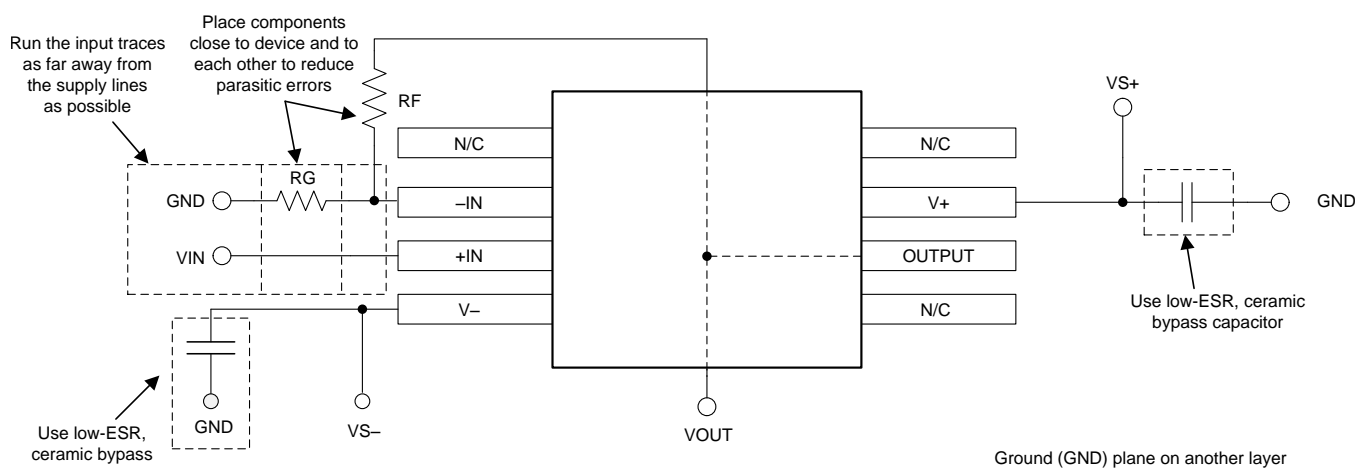 Place components
close to device and to
each other to reduce
parasitic errors
Run the input traces
as far away from
the supply lines
as possible
RF
VS+
N/C
N/C
RG
GND
–IN
V+
GND
VIN
+IN
OUTPUT
V–
N/C
Use low-ESR, ceramic
bypass capacitor
GND
VS–
VOUT
Use low-ESR,
ceramic bypass
Ground (GND) plane on another layer